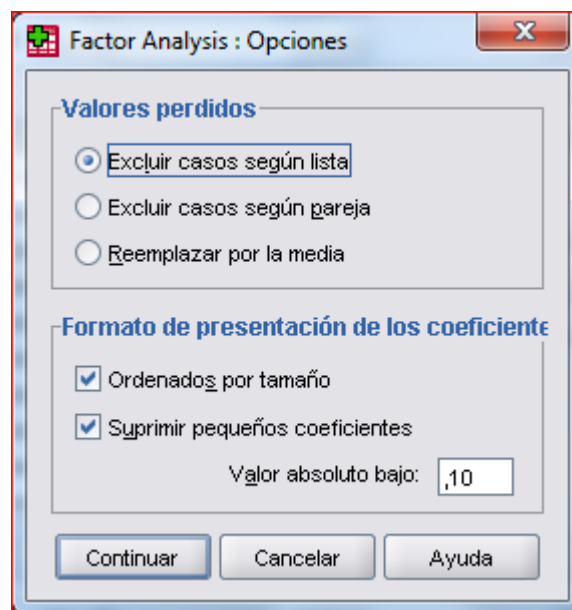 Factor Analysis : Opciones
Valores perdidos
Excluir casos según lista
Excluir casos según pareja
Reemplazar por la media
Formato de presentación de los coeficiente
Ordenados por tamaño
Suprimir pequeños coeficientes
Valor absoluto bajo: ,10
Continuar Cancelar Ayuda